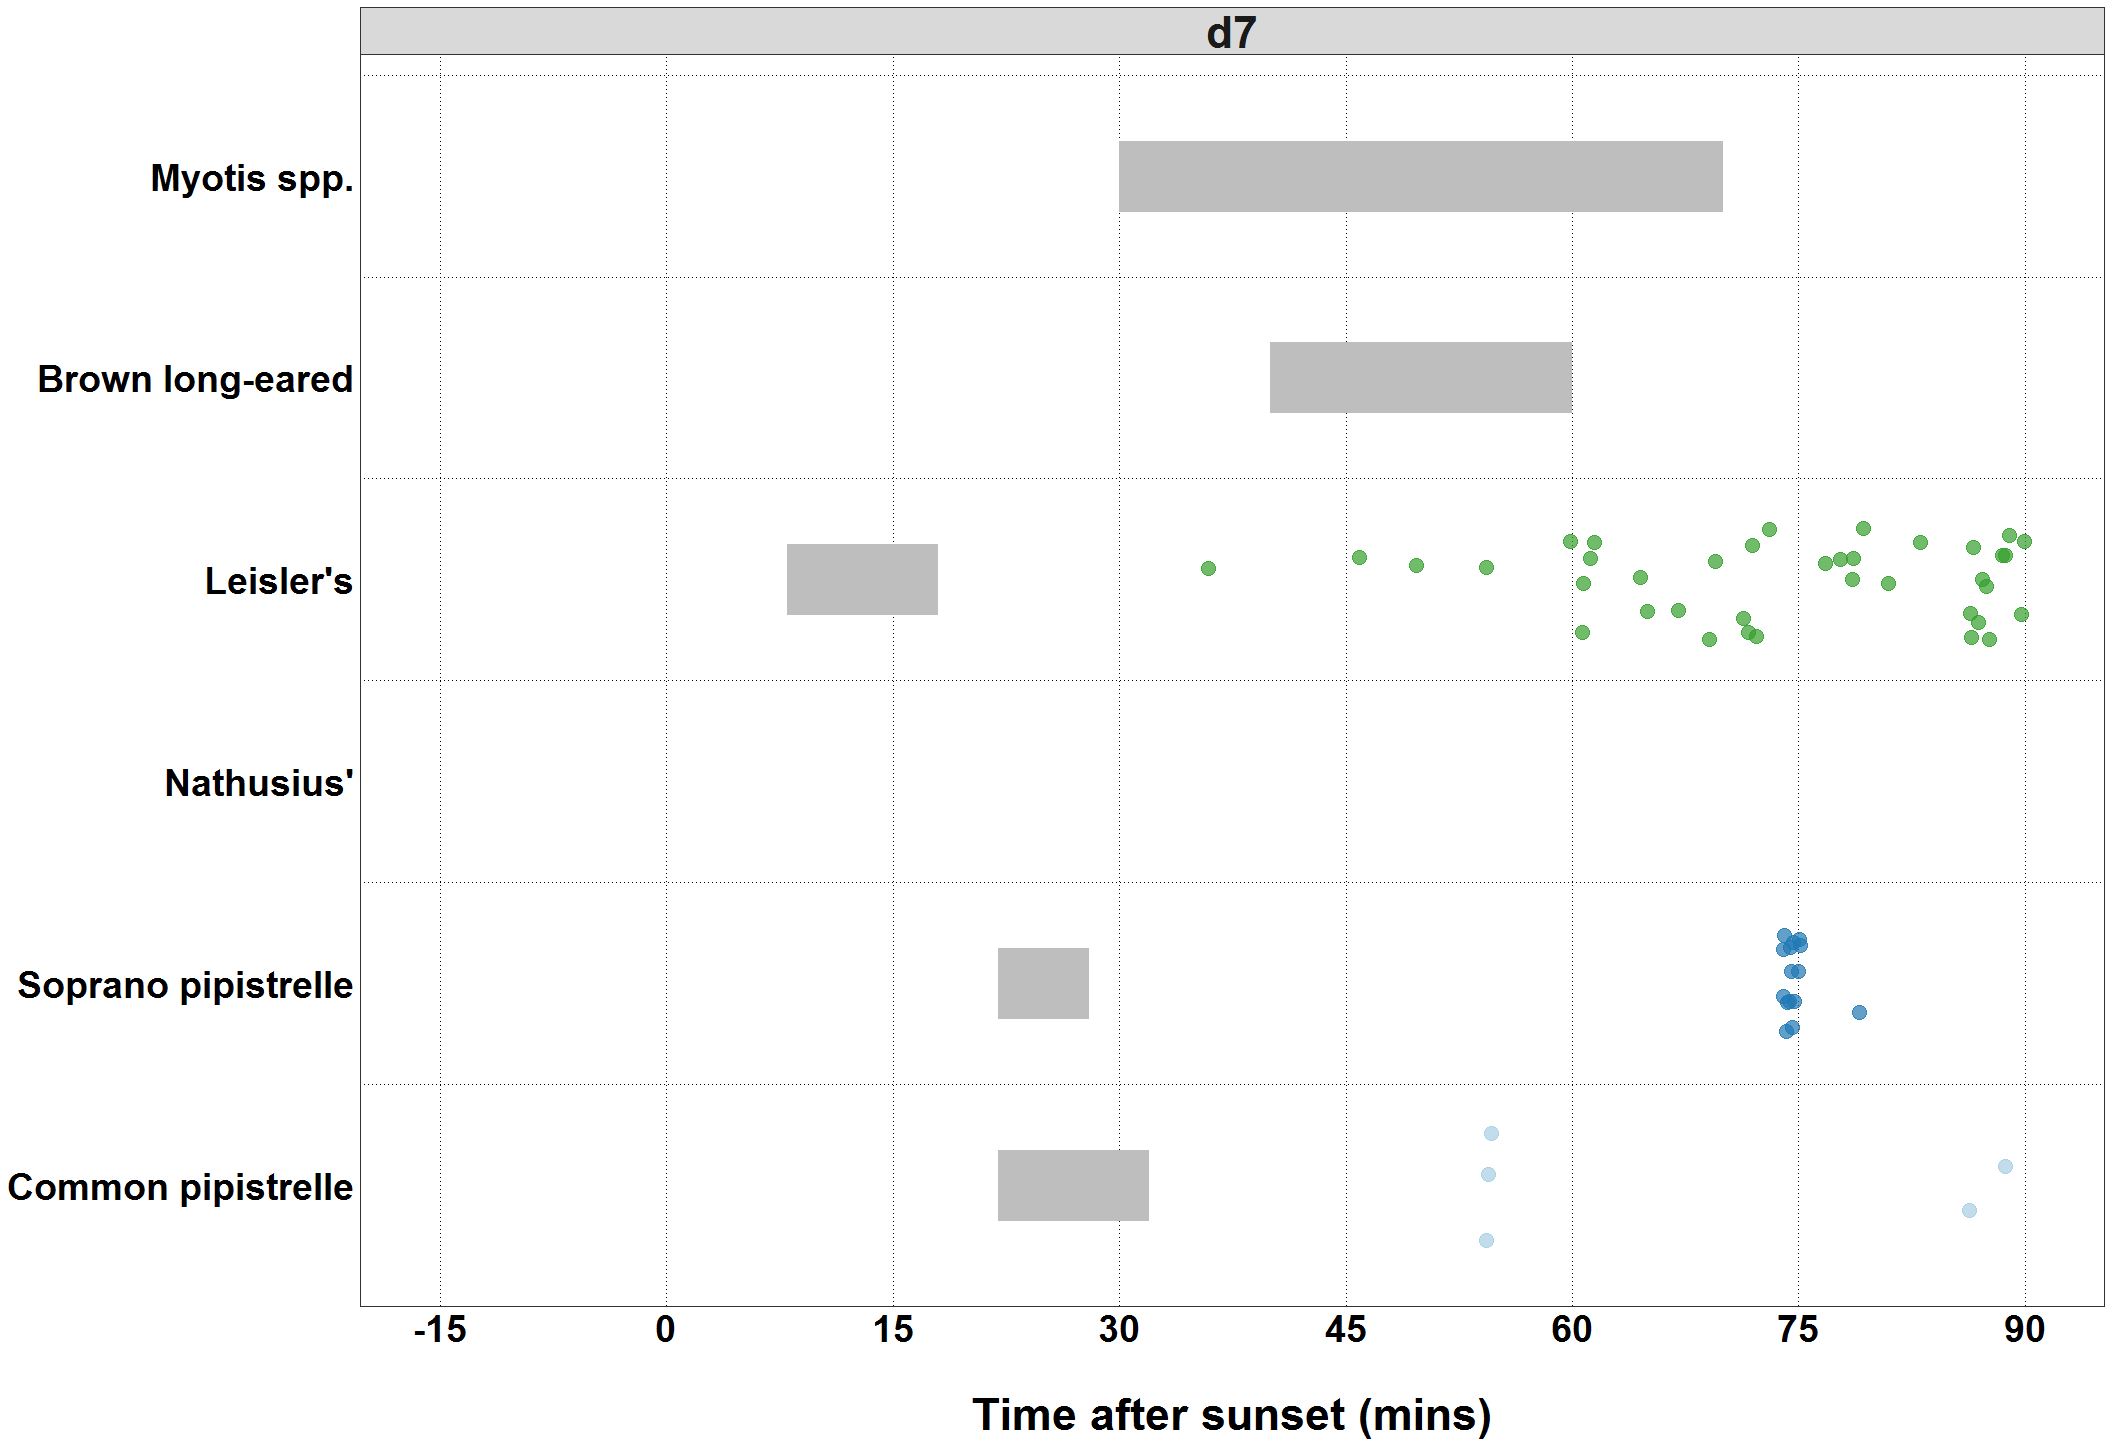 d7
Myotis spp.
Brown long-eared
Leisler's
Nathusius'
Soprano pipistrelle
Common pipistrelle
-15 0 15 30 45 60 75 90
Time after sunset (mins)